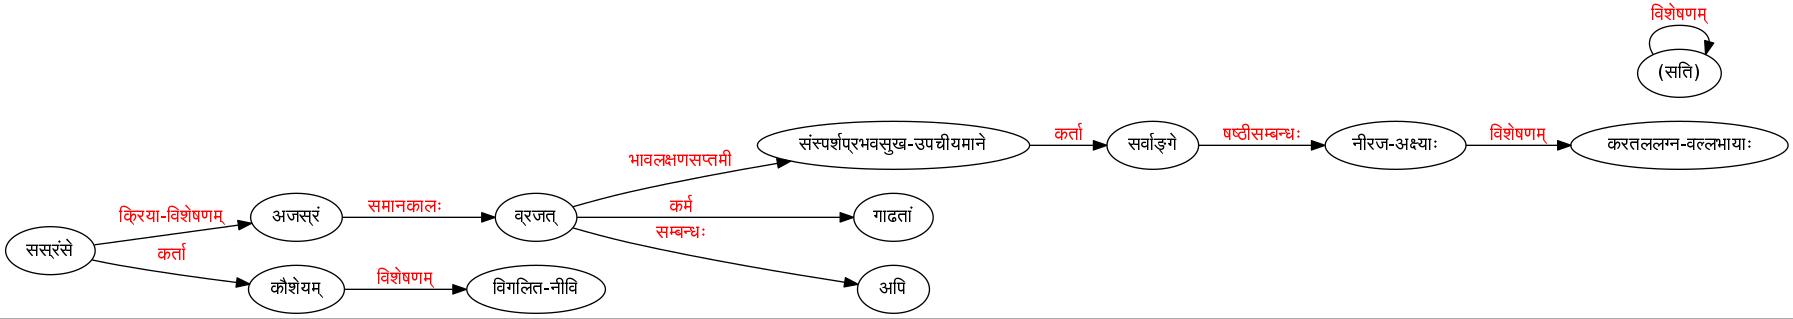 विशेषणम्
(सति)
भावलक्षणसप्तमी
संस्पर्शप्रभवसुख-उपचीयमाने
कर्ता
सर्वाङ्गे
षष्ठीसम्बन्धः
नीरज-अक्ष्याः
विशेषणम्
करतललग्न-वल्लभायाः
क्रिया-विशेषणम्
अजस्रं
समानकालः
व्रजत्
कर्म
गाढतां
सस्रंसे
कर्ता
सम्बन्धः
कौशेयम्
विशेषणम्
विगलित-नीवि
अपि